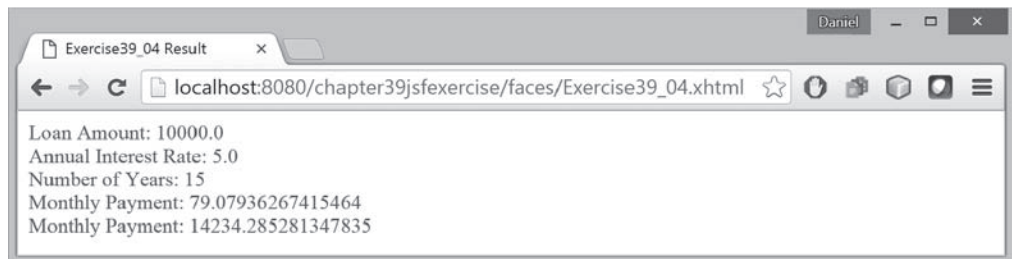 Daniel
Exercise39_04 Result
localhost:8080/chapter39jsfexercise/faces/Exercise39_04.xhtml
Loan Amount: 10000.0
Annual Interest Rate: 5.0
Number of Years: 15
Monthly Payment: 79.07936267415464
Monthly Payment: 14234.285281347835